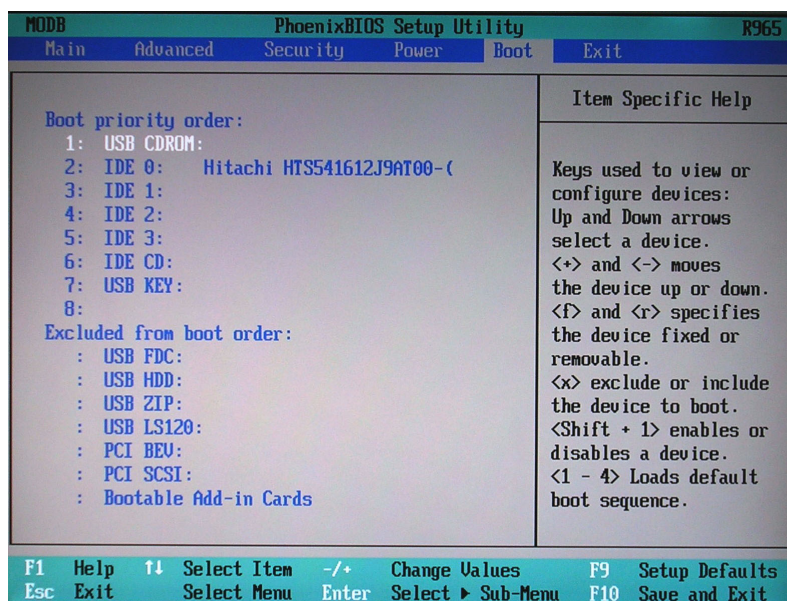 MODB PhoenixBIOS Setup Utility R965
Main Advanced Security Power Boot Exit
Item Specific Help
Boot priority order:
1: USB CDROM:
2: IDE 0: Hitachi HTS541612J9AT00-(
3: IDE 1:
4: IDE 2:
5: IDE 3:
6: IDE CD:
7: USB KEY:
8:
Excluded from boot order:
: USB FDC:
: USB HDD:
: USB ZIP:
: USB LS120:
: PCI BEV:
: PCI SCSI:
: Bootable Add-in Cards
Keys used to view or
configure devices:
Up and Down arrows
select a device.
<+> and <-> moves
the device up or down.
<f> and <r> specifies
the device fixed or
removable.
<x> exclude or include
the device to boot.
<Shift + 1> enables or
disables a device.
<1 - 4> Loads default
boot sequence.
F1 Help ↑↓ Select Item -/+ Change Values F9 Setup Defaults
Esc Exit Select Menu Enter Select ▶ Sub-Menu F10 Save and Exit